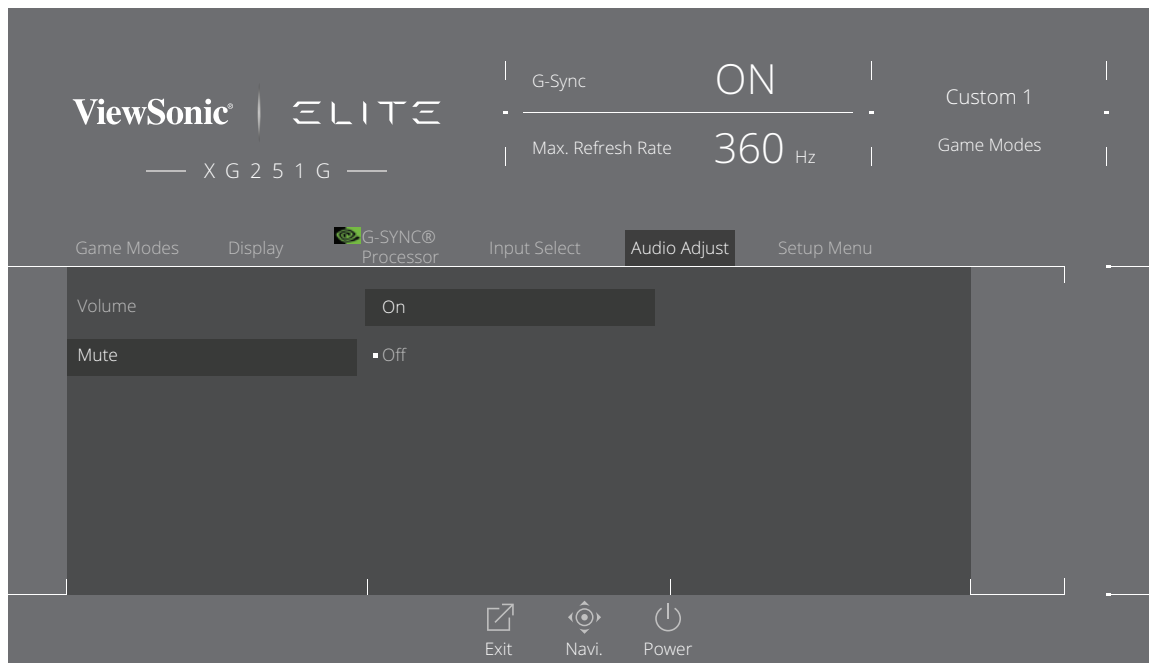 ViewSonic® ELITE
XG251G
G-Sync ON
Max. Refresh Rate 360 Hz
Custom 1
Game Modes
Game Modes Display G-SYNC® Processor Input Select Audio Adjust Setup Menu
Volume On
Mute Off
Exit Navi. Power